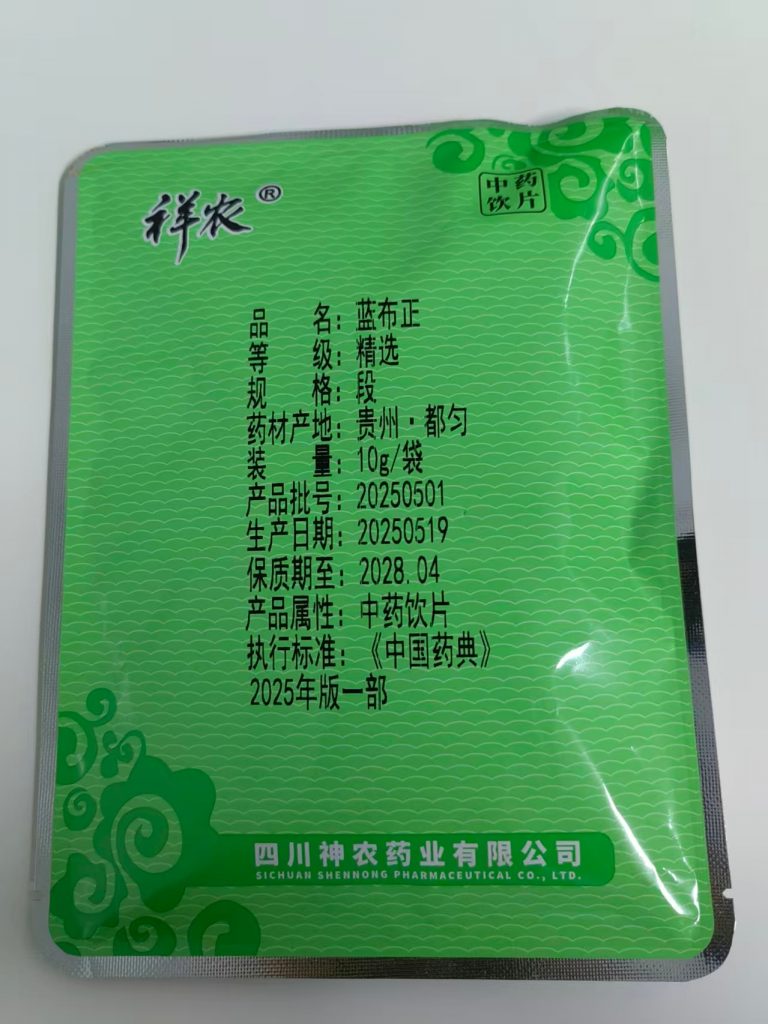 祥农®
中药
饮片
品名：蓝布正
等级：精选
规格：段
药材产地：贵州·都匀
装量：10g/袋
产品批号：20250501
生产日期：20250519
保质期至：2028.04
产品属性：中药饮片
执行标准：《中国药典》
2025年版一部
四川神农药业有限公司
SICHUAN SHENNONG PHARMACEUTICAL CO., LTD.